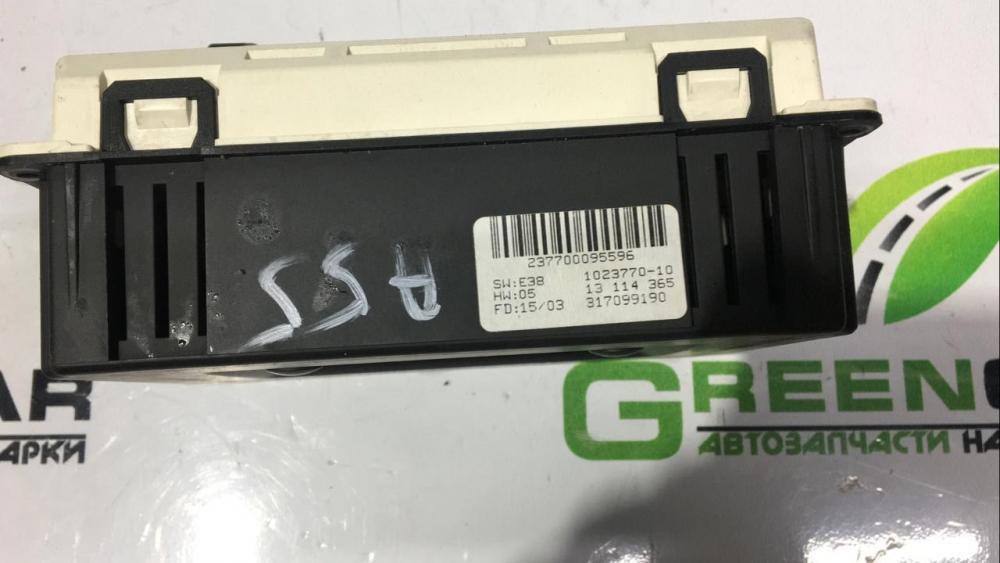 237700095596
SW:E38 1023770-10
HW:05 13 114 365
FD:15/03 317099190
A55
AR
АРКИ
GREEN
АВТОЗАПЧАСТИ НА